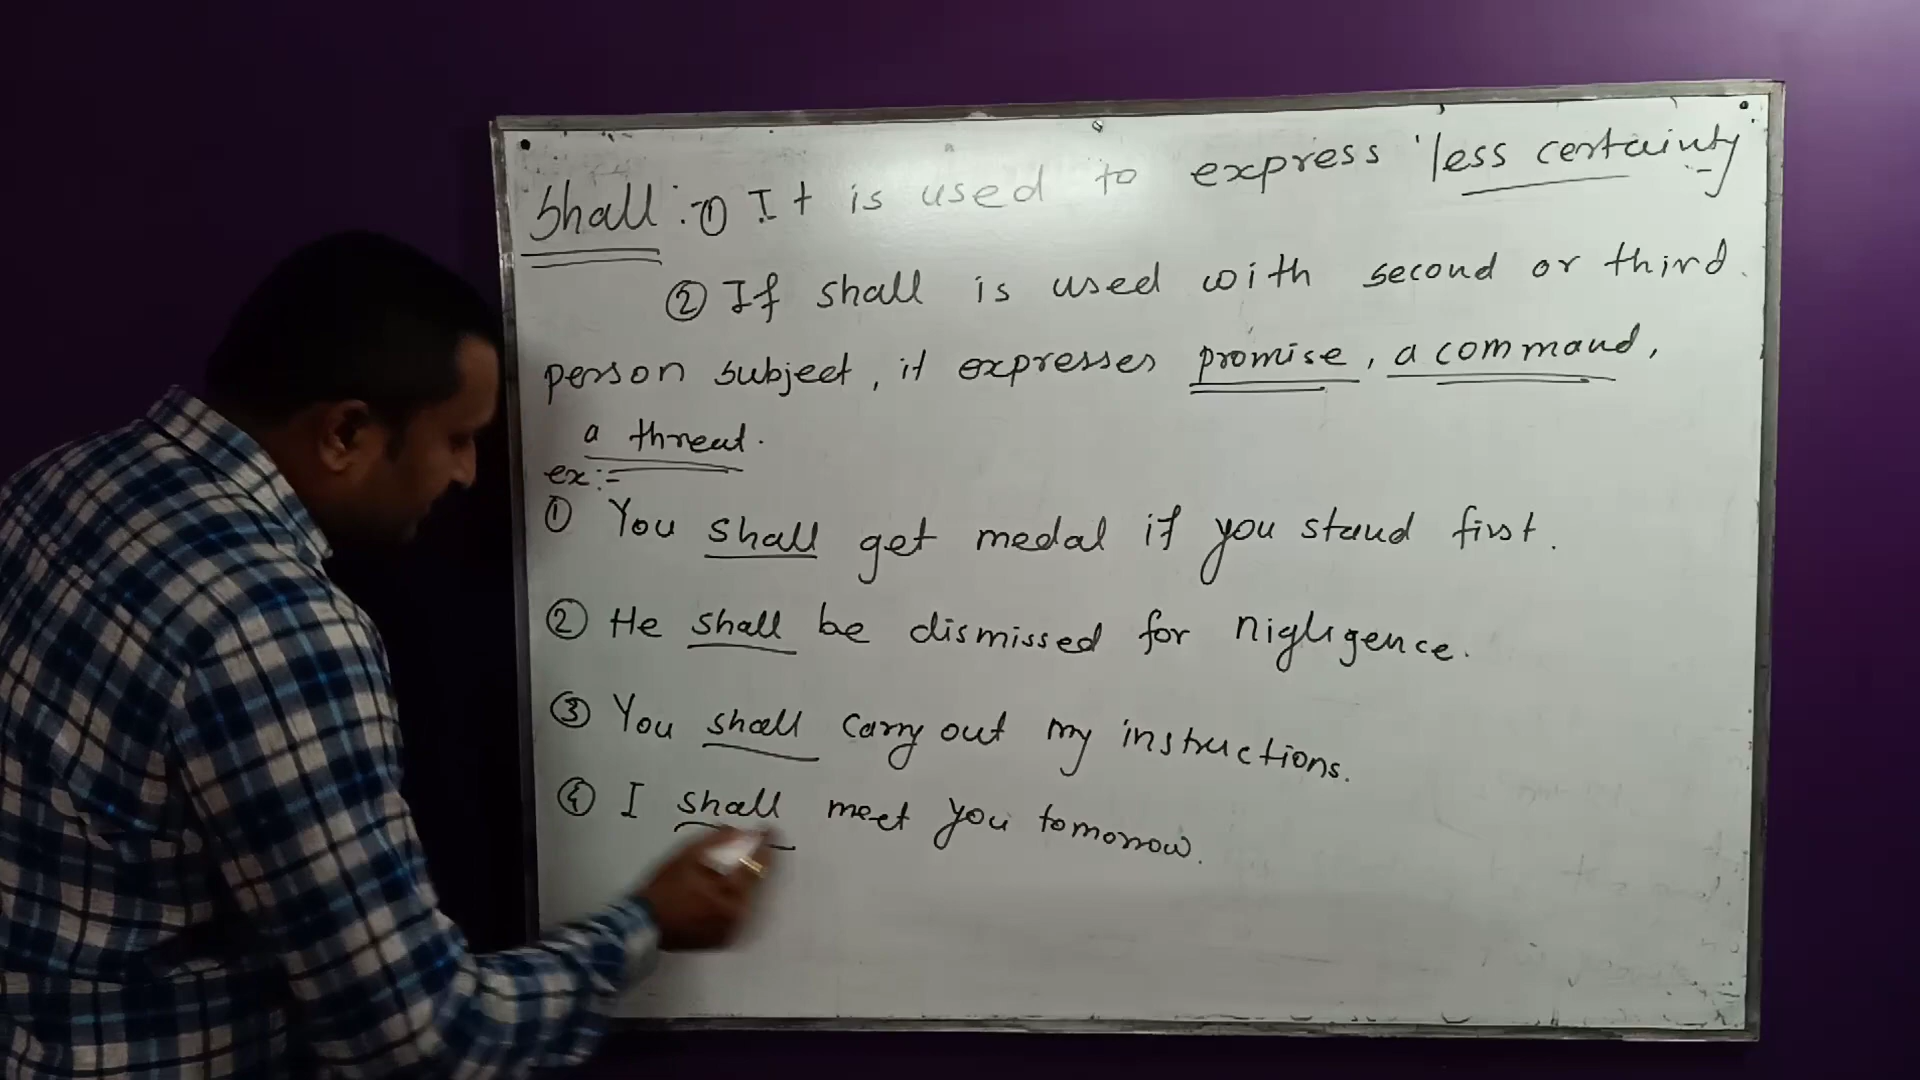 Shall :- ① It is used to express 'less certainty
② If shall is used with second or third.
person subject, it expresses promise, a command,
a threat.
ex :-
① You shall get medal if you stand first.
② He shall be dismissed for nigligence.
③ You shall carry out my instructions.
④ I shall meet you tomorrow.